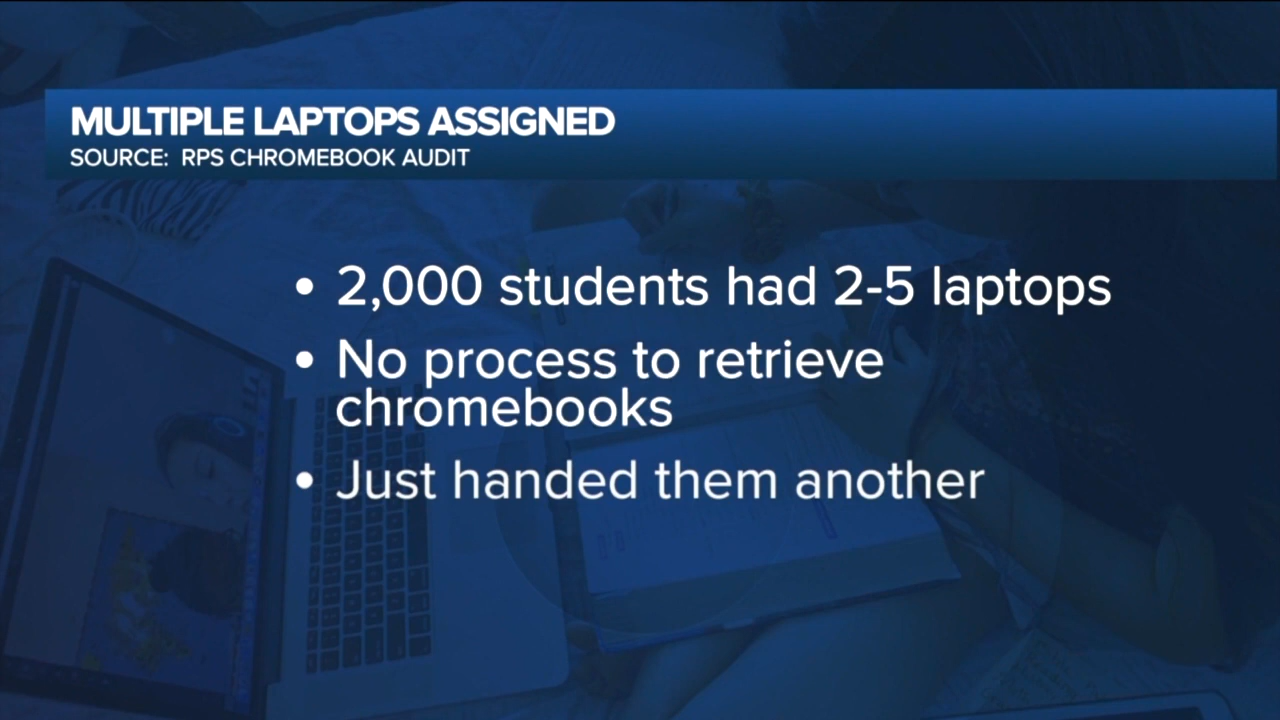 MULTIPLE LAPTOPS ASSIGNED
SOURCE: RPS CHROMEBOOK AUDIT
• 2,000 students had 2-5 laptops
• No process to retrieve
chromebooks
• Just handed them another